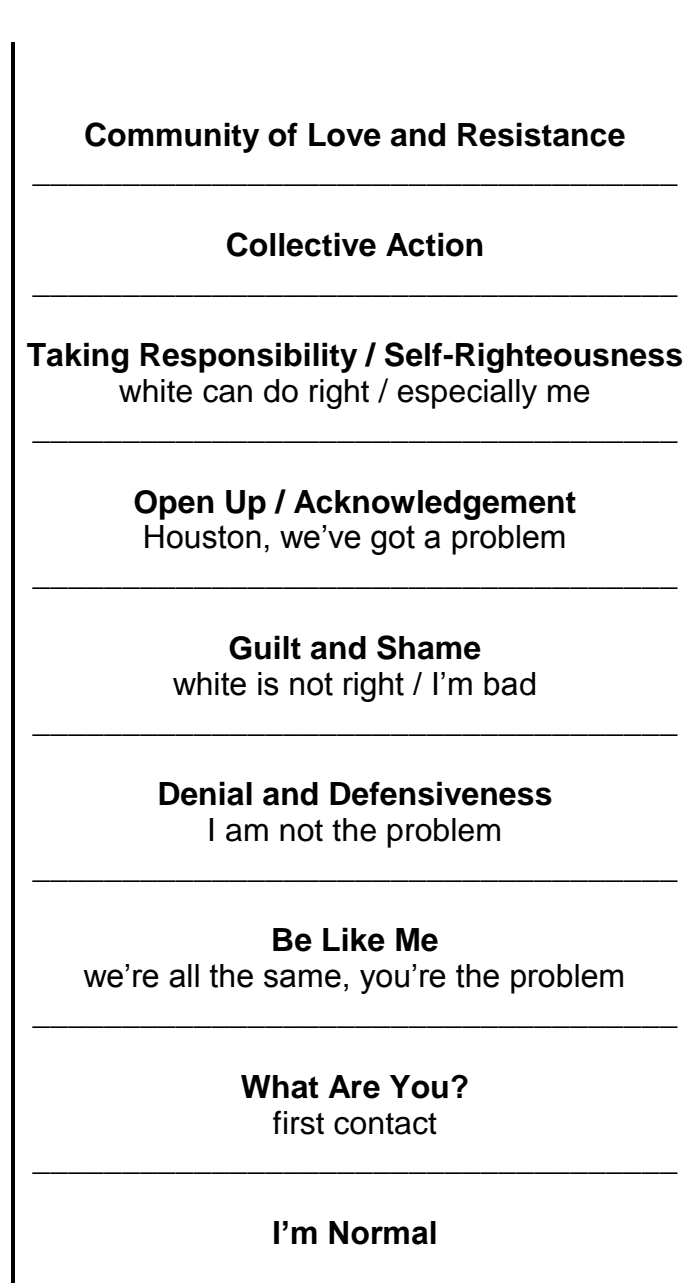 Community of Love and Resistance
Collective Action
Taking Responsibility / Self-Righteousness
white can do right / especially me
Open Up / Acknowledgement
Houston, we’ve got a problem
Guilt and Shame
white is not right / I’m bad
Denial and Defensiveness
I am not the problem
Be Like Me
we’re all the same, you’re the problem
What Are You?
first contact
I’m Normal